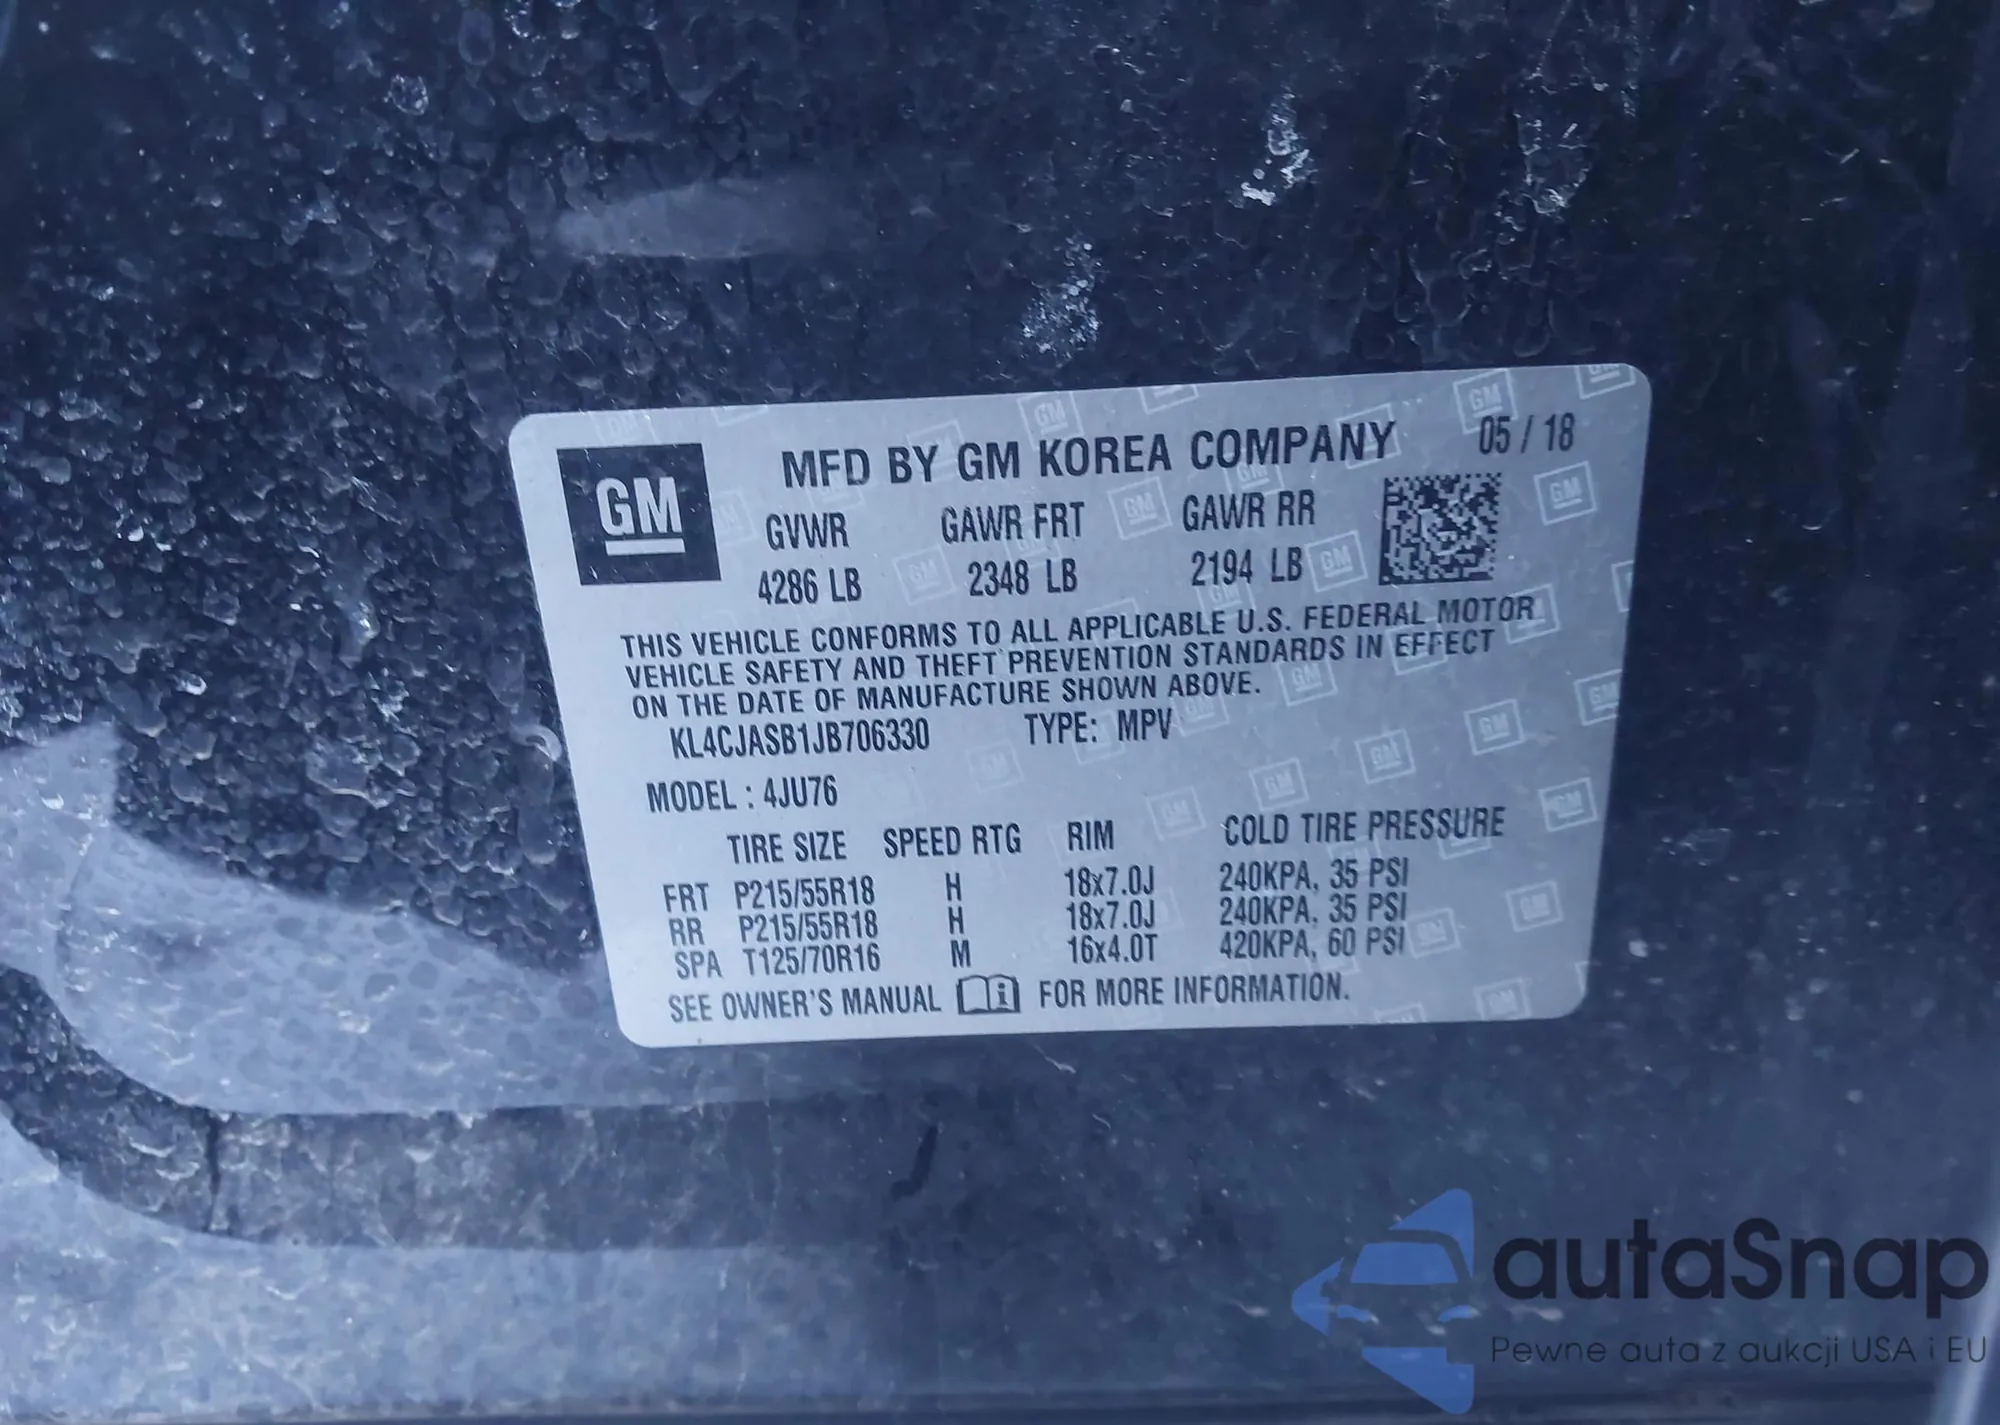 GM
MFD BY GM KOREA COMPANY 05 / 18
GVWR GAWR FRT GAWR RR
4286 LB 2348 LB 2194 LB
THIS VEHICLE CONFORMS TO ALL APPLICABLE U.S. FEDERAL MOTOR
VEHICLE SAFETY AND THEFT PREVENTION STANDARDS IN EFFECT
ON THE DATE OF MANUFACTURE SHOWN ABOVE.
KL4CJASB1JB706330 TYPE: MPV
MODEL : 4JU76
TIRE SIZE SPEED RTG RIM COLD TIRE PRESSURE
FRT P215/55R18 H 18x7.0J 240KPA, 35 PSI
RR P215/55R18 H 18x7.0J 240KPA, 35 PSI
SPA T125/70R16 M 16x4.0T 420KPA, 60 PSI
SEE OWNER'S MANUAL i FOR MORE INFORMATION.
autaSnap
Pewne auta z aukcji USA i EU